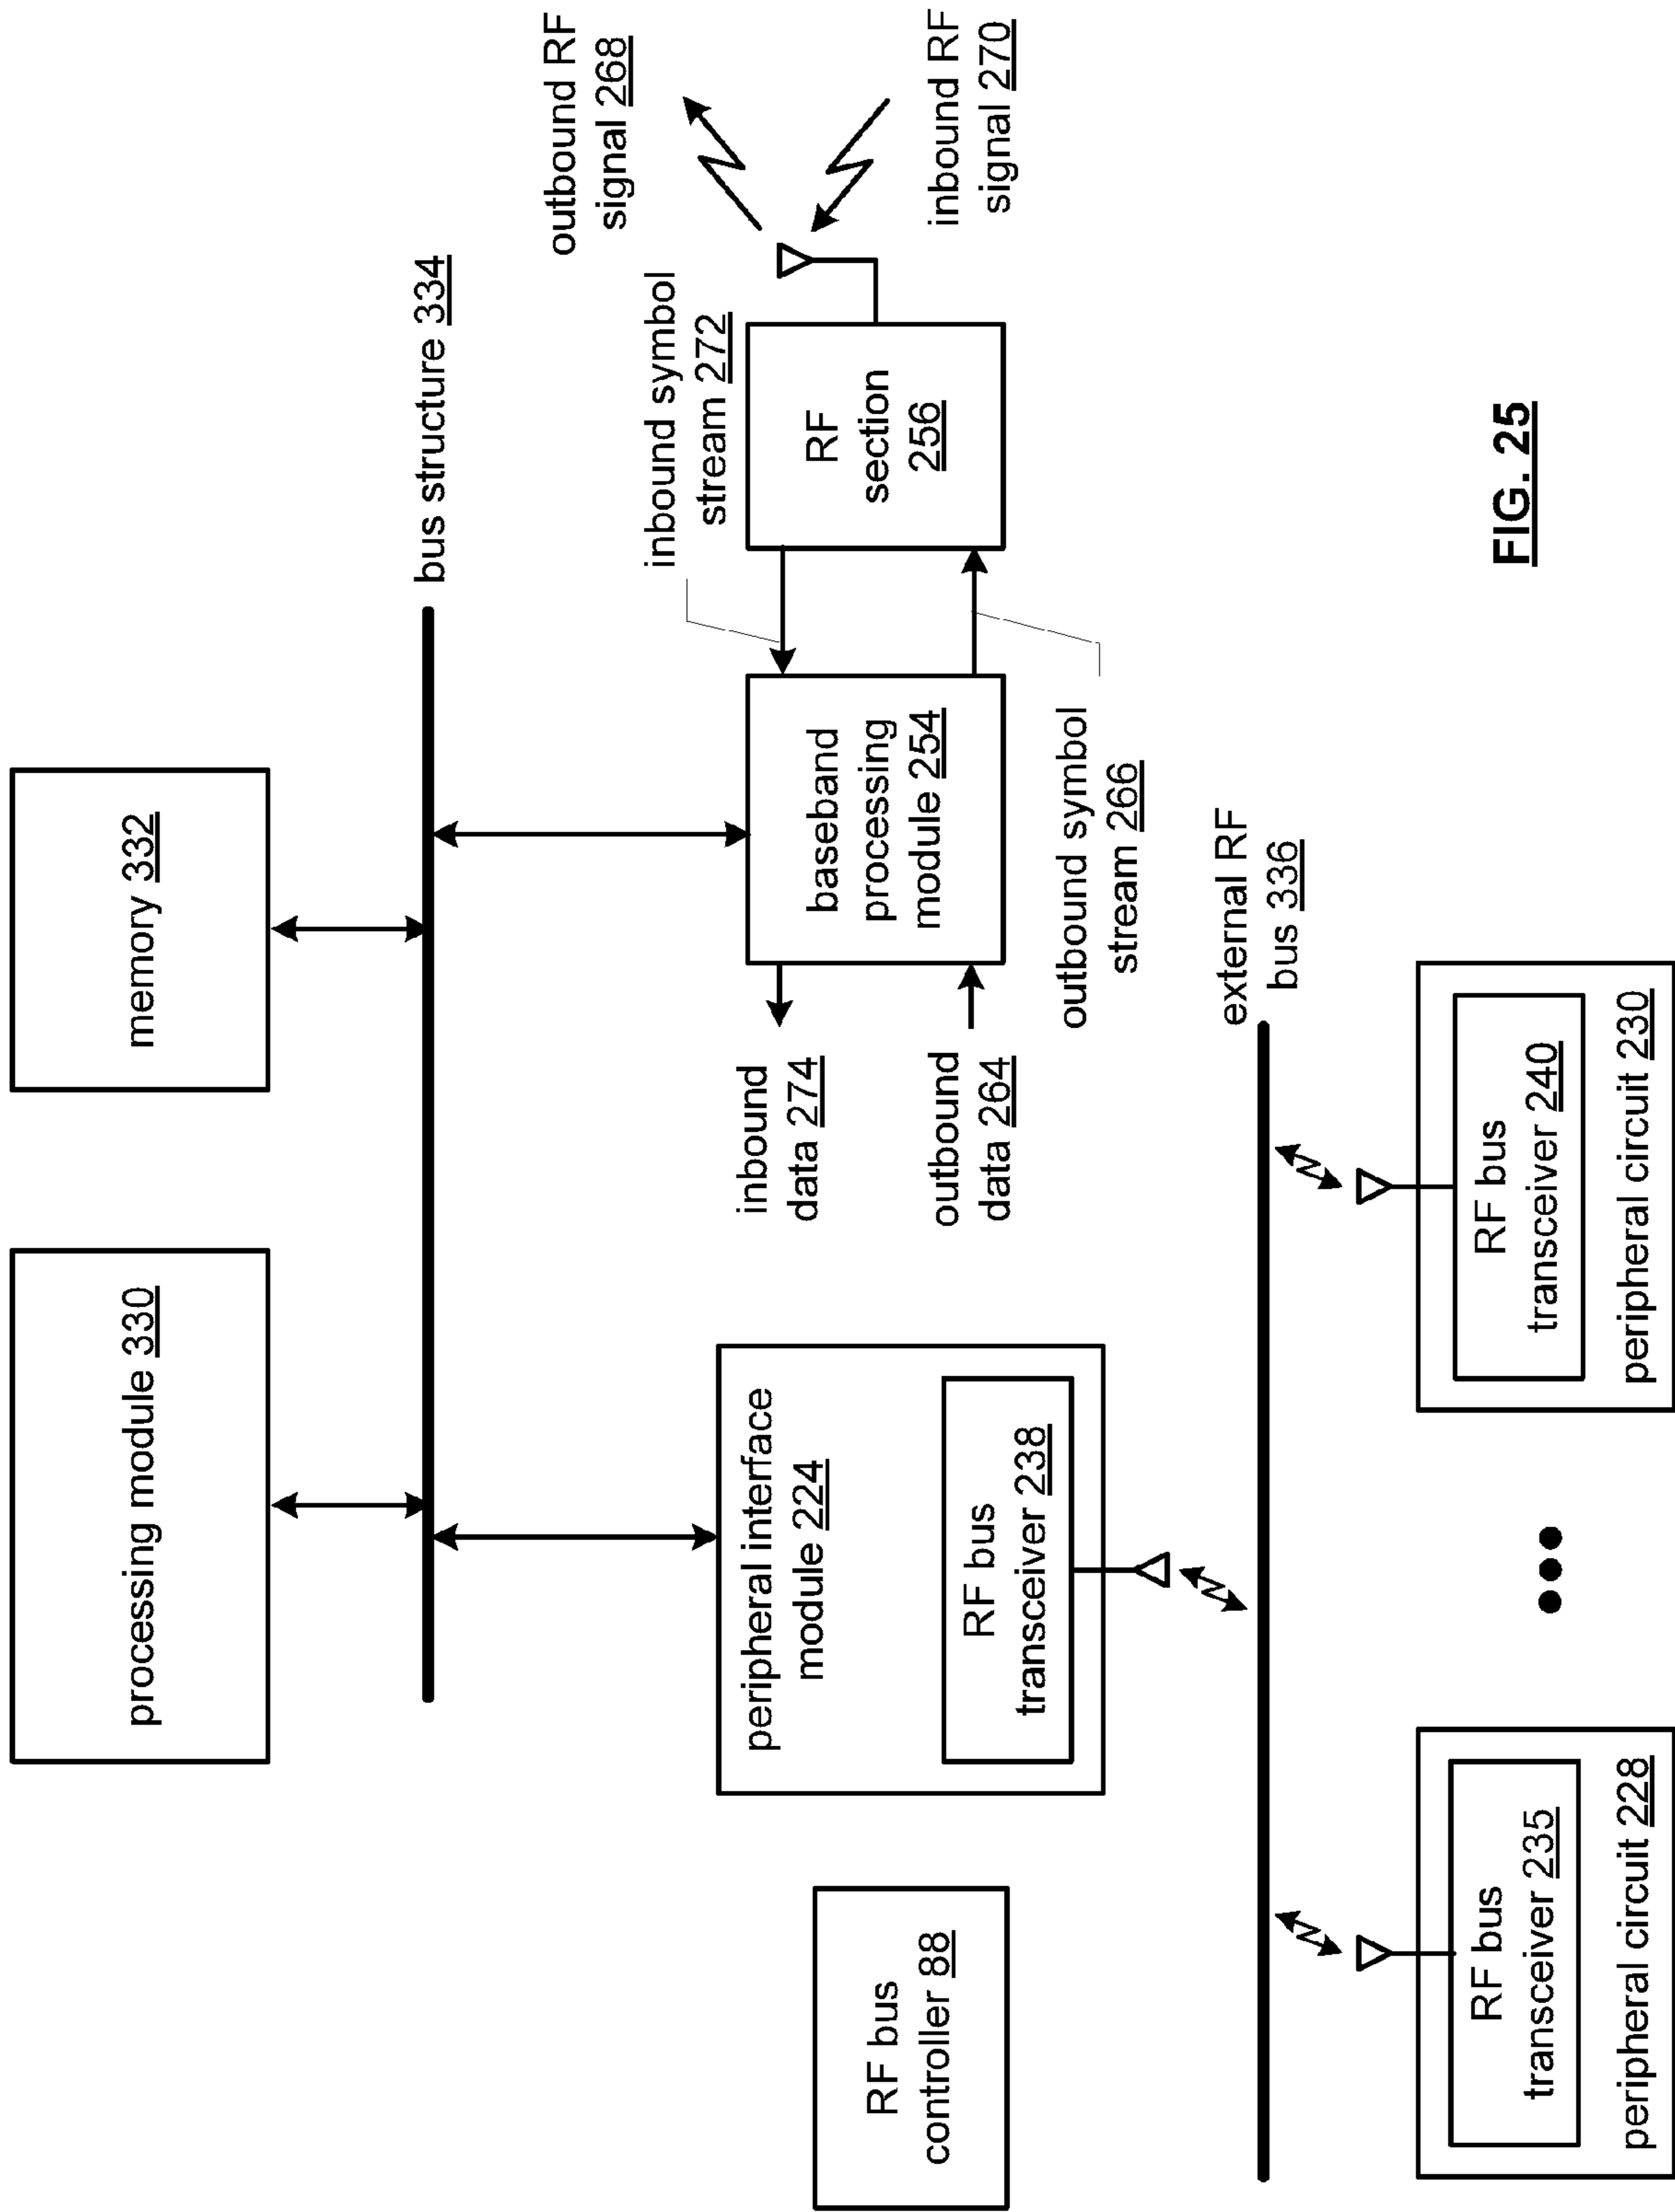 processing module 330
memory 332
bus structure 334
RF bus
controller 88
peripheral interface
module 224
RF bus
transceiver 238
inbound
data 274
outbound
data 264
baseband
processing
module 254
inbound symbol
stream 272
outbound symbol
stream 266
RF
section
256
outbound RF
signal 268
inbound RF
signal 270
external RF
bus 336
RF bus
transceiver 235
peripheral circuit 228
RF bus
transceiver 240
peripheral circuit 230
FIG. 25